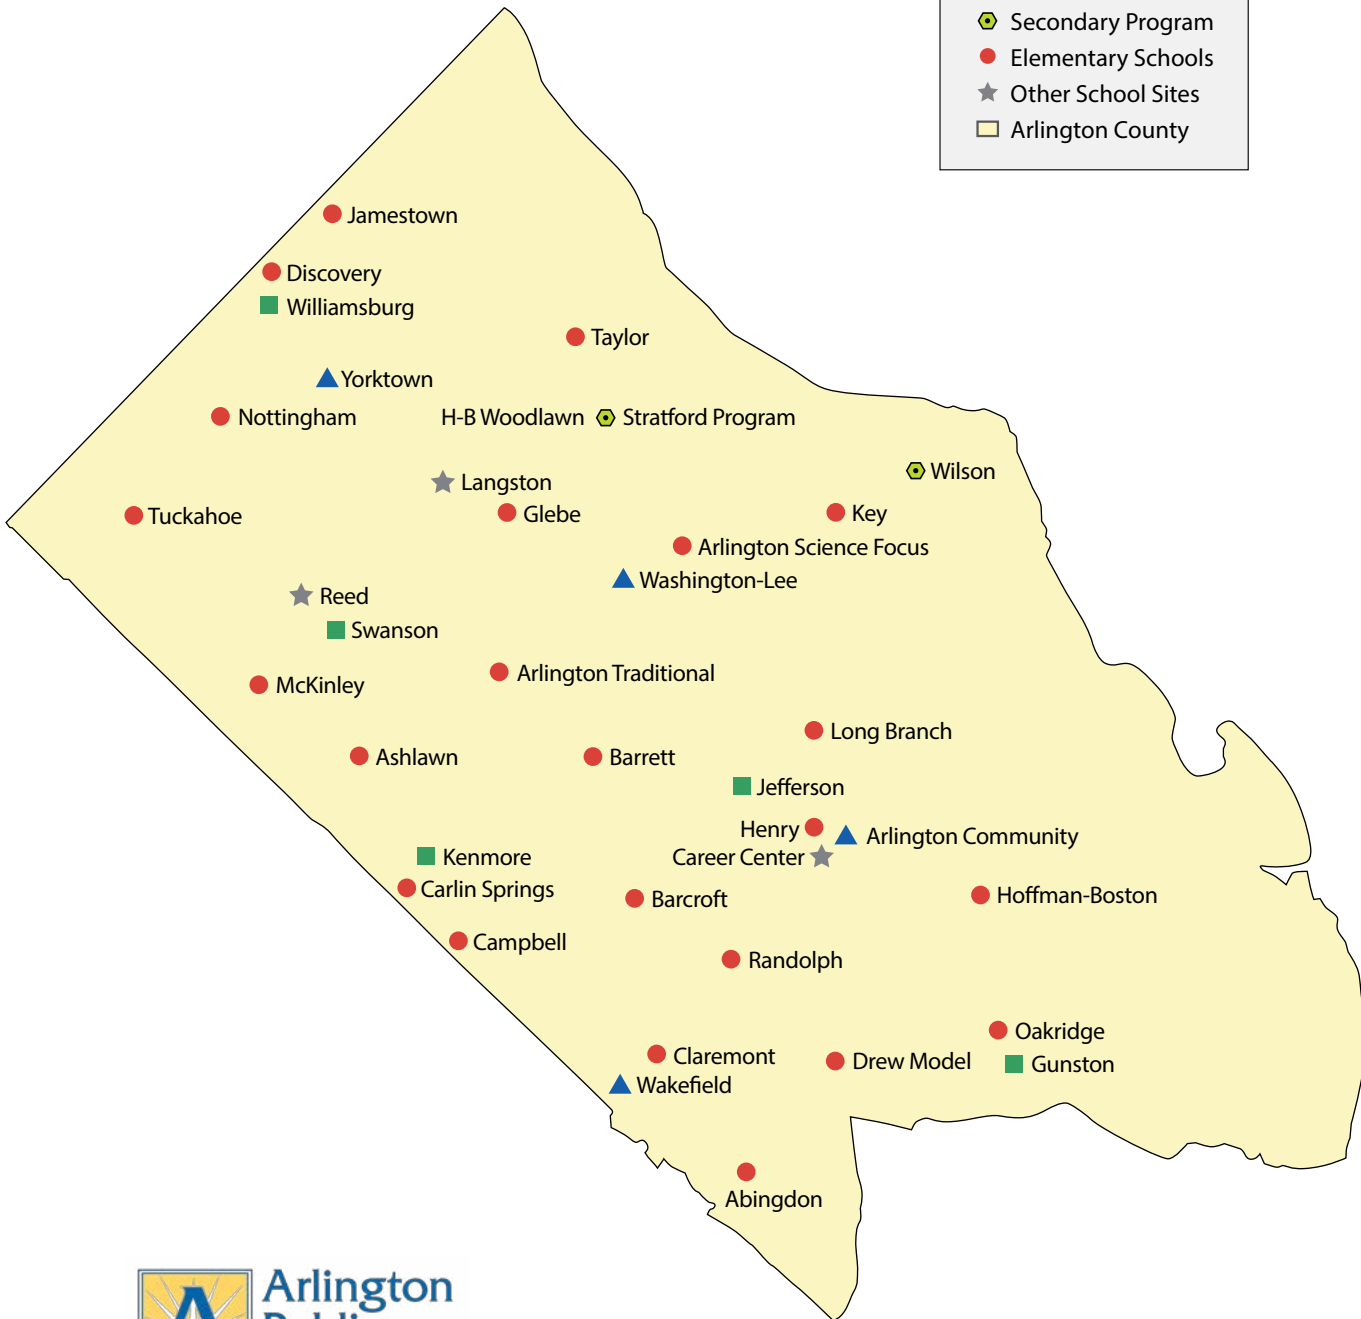 Secondary Program
Elementary Schools
Other School Sites
Arlington County
Jamestown
Discovery
Williamsburg
Taylor
Yorktown
Nottingham
H-B Woodlawn Stratford Program
Wilson
Langston
Tuckahoe
Glebe
Key
Arlington Science Focus
Washington-Lee
Reed
Swanson
Arlington Traditional
McKinley
Long Branch
Ashlawn
Barrett
Jefferson
Henry
Arlington Community
Career Center
Kenmore
Carlin Springs
Barcroft
Hoffman-Boston
Campbell
Randolph
Oakridge
Claremont
Drew Model
Gunston
Wakefield
Abingdon
Arlington